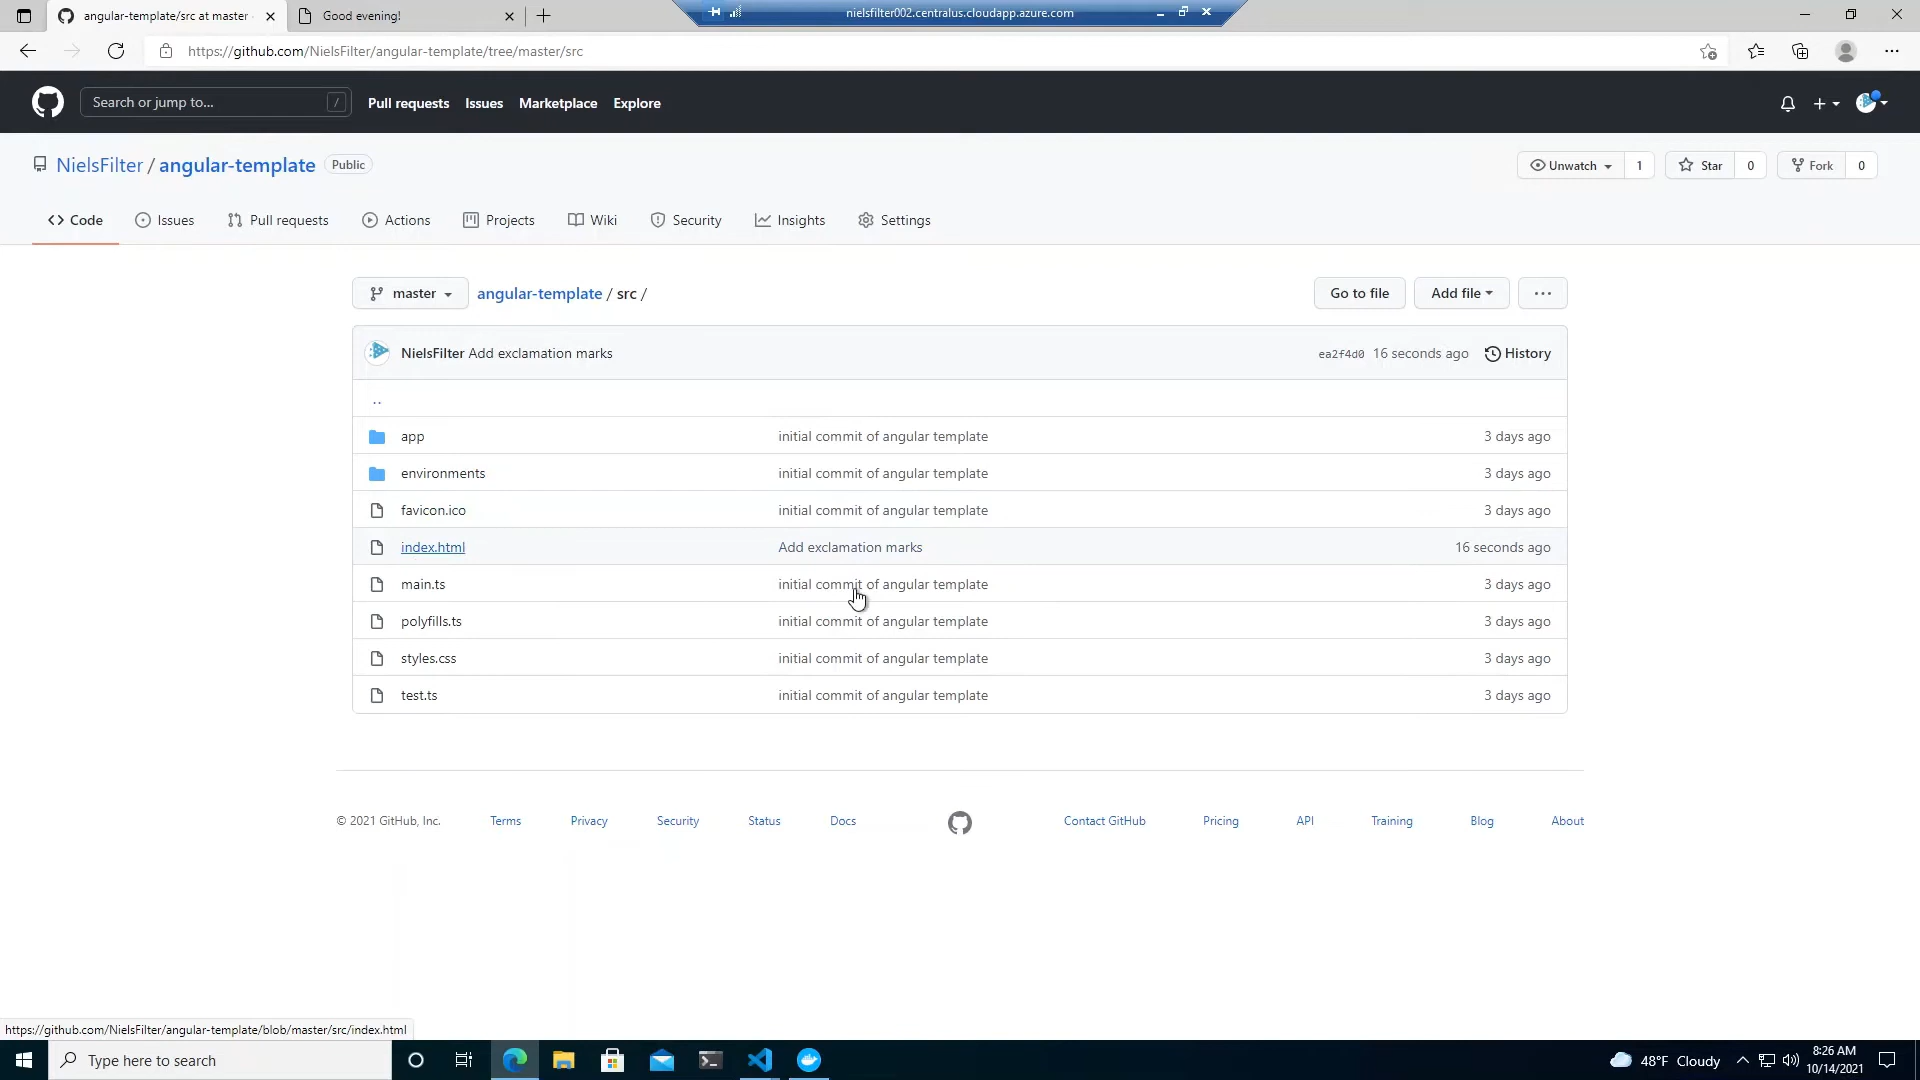 angular-template/src at master
Good evening!
nielsfilter002.centralus.cloudapp.azure.com
https://github.com/NielsFilter/angular-template/tree/master/src
Search or jump to...
/
Pull requests
Issues
Marketplace
Explore
NielsFilter / angular-template
Public
Unwatch
1
Star
0
Fork
0
Code
Issues
Pull requests
Actions
Projects
Wiki
Security
Insights
Settings
master
angular-template / src /
Go to file
Add file
NielsFilter Add exclamation marks
ea2f4d0 16 seconds ago
History
..
app initial commit of angular template 3 days ago
environments initial commit of angular template 3 days ago
favicon.ico initial commit of angular template 3 days ago
index.html Add exclamation marks 16 seconds ago
main.ts initial commit of angular template 3 days ago
polyfills.ts initial commit of angular template 3 days ago
styles.css initial commit of angular template 3 days ago
test.ts initial commit of angular template 3 days ago
© 2021 GitHub, Inc.
Terms
Privacy
Security
Status
Docs
Contact GitHub
Pricing
API
Training
Blog
About
https://github.com/NielsFilter/angular-template/blob/master/src/index.html
Type here to search
48°F Cloudy
8:26 AM
10/14/2021